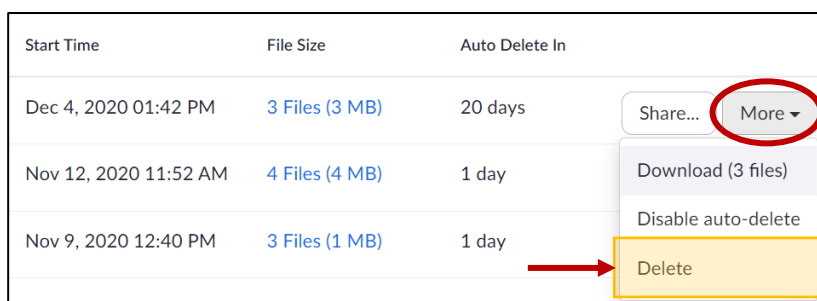 Start Time File Size Auto Delete In
Dec 4, 2020 01:42 PM 3 Files (3 MB) 20 days Share... More
Nov 12, 2020 11:52 AM 4 Files (4 MB) 1 day Download (3 files)
Disable auto-delete
Nov 9, 2020 12:40 PM 3 Files (1 MB) 1 day
Delete